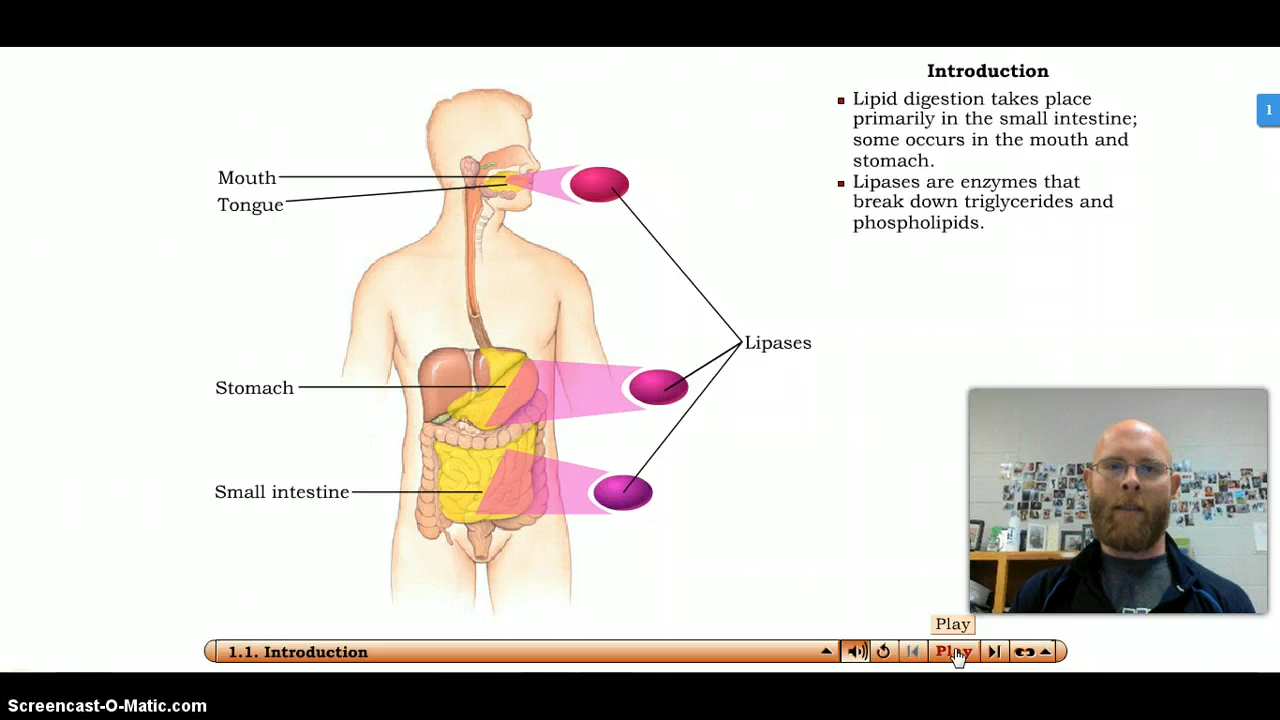 Introduction
▪ Lipid digestion takes place
primarily in the small intestine;
some occurs in the mouth and
stomach.
▪ Lipases are enzymes that
break down triglycerides and
phospholipids.
1
Mouth
Tongue
Lipases
Stomach
Small intestine
Play
1.1. Introduction
Play
Screencast-O-Matic.com